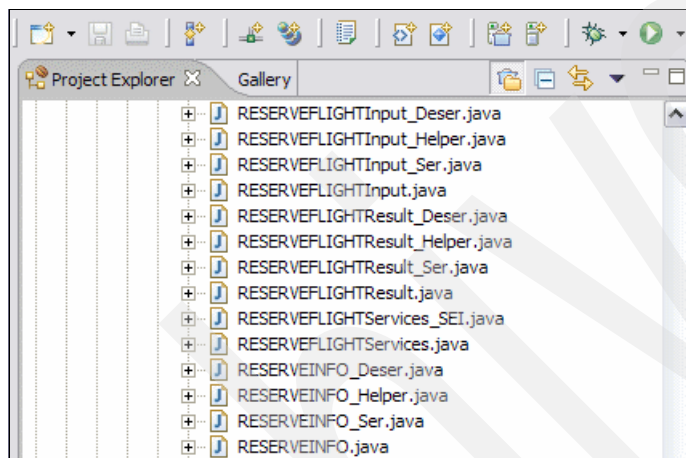 Project Explorer Gallery
RESERVEFLIGHTInput_Deser.java
RESERVEFLIGHTInput_Helper.java
RESERVEFLIGHTInput_Ser.java
RESERVEFLIGHTInput.java
RESERVEFLIGHTResult_Deser.java
RESERVEFLIGHTResult_Helper.java
RESERVEFLIGHTResult_Ser.java
RESERVEFLIGHTResult.java
RESERVEFLIGHTServices_SEI.java
RESERVEFLIGHTServices.java
RESERVEINFO_Deser.java
RESERVEINFO_Helper.java
RESERVEINFO_Ser.java
RESERVEINFO.java